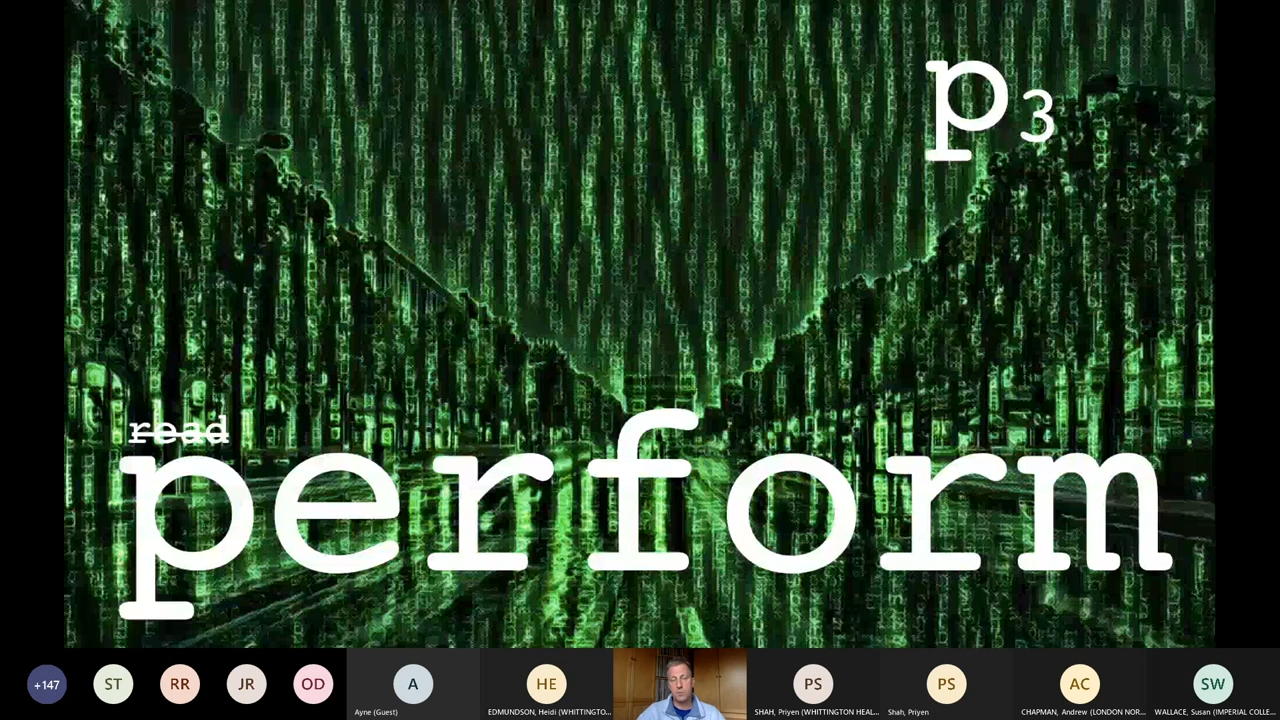 p3
read
perform
+147
ST
RR
JR
OD
A
HE
PS
PS
AC
SW
Ayne (Guest)
EDMUNDSON, Heidi (WHITTINGTO...
SHAH, Priyen (WHITTINGTON HEAL...
Shah, Priyen
CHAPMAN, Andrew (LONDON NOR...
WALLACE, Susan (IMPERIAL COLLE...